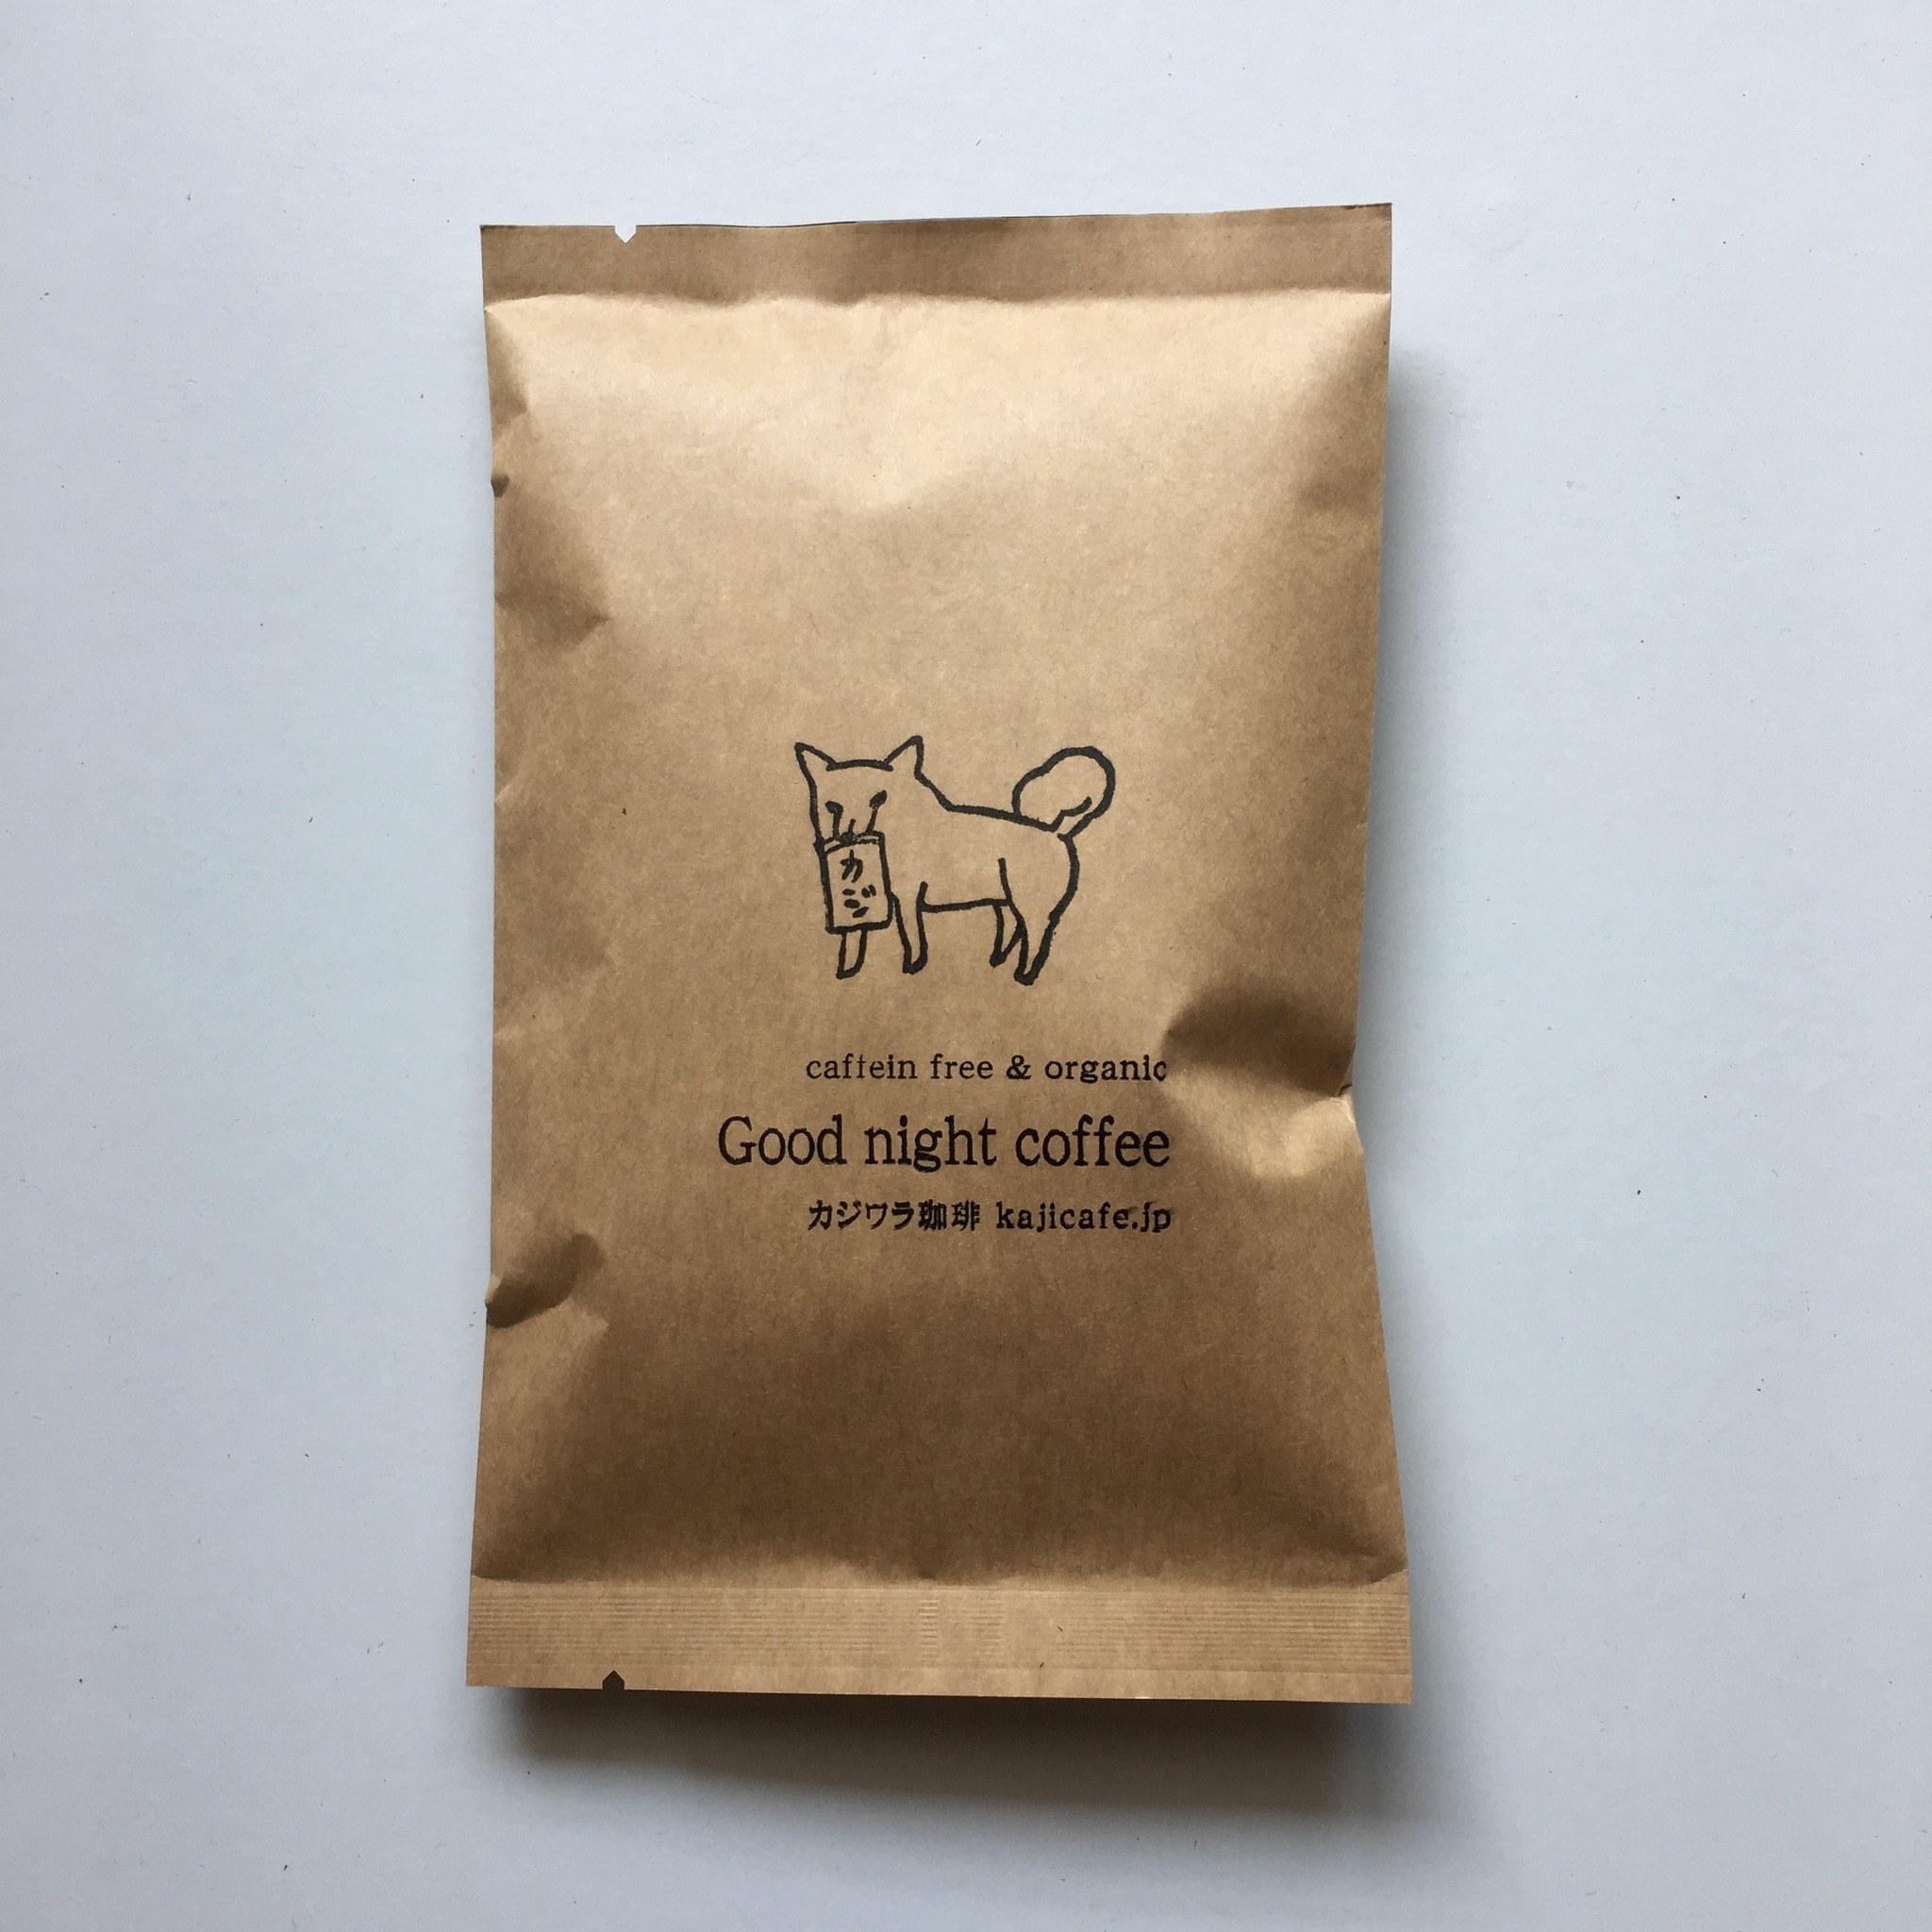 カジ
caffein free & organic
Good night coffee
カジワラ珈琲 kajicafe.jp